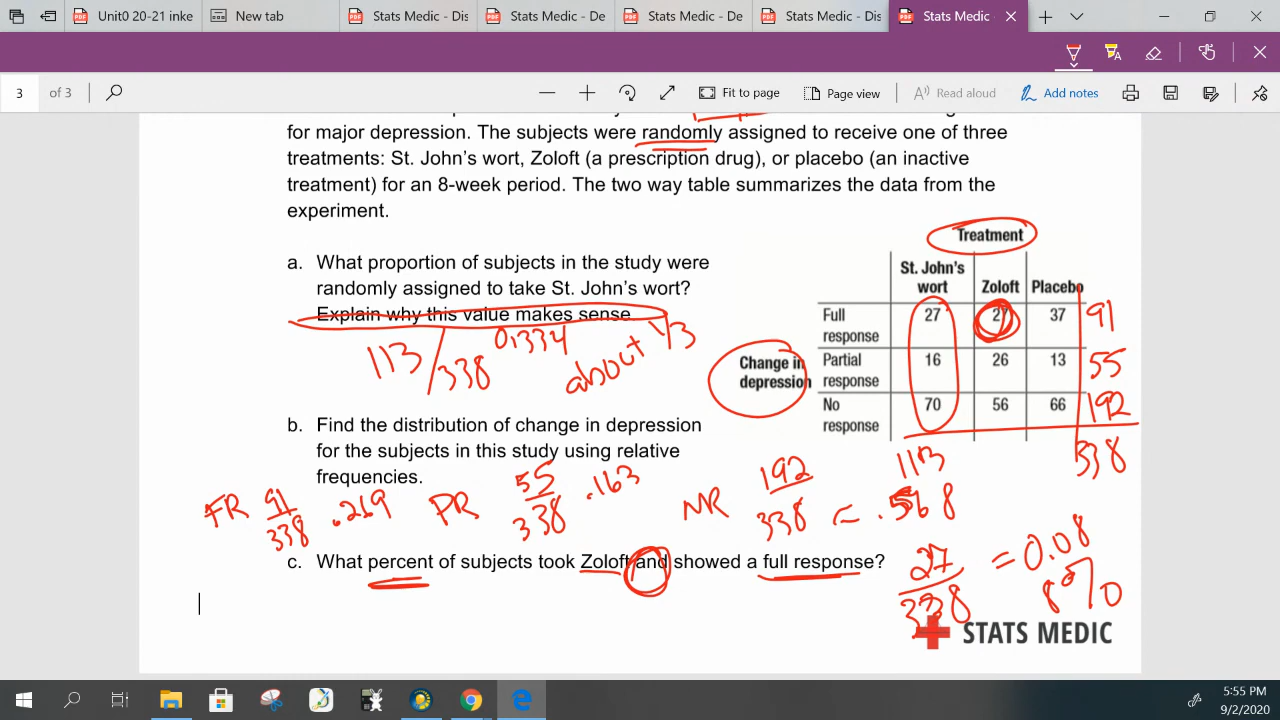 Unit0 20-21 inke
New tab
Stats Medic - Dis
Stats Medic - De
Stats Medic - De
Stats Medic - Dis
Stats Medic
3 of 3
Fit to page
Page view
Read aloud
Add notes
for major depression. The subjects were randomly assigned to receive one of three
treatments: St. John's wort, Zoloft (a prescription drug), or placebo (an inactive
treatment) for an 8-week period. The two way table summarizes the data from the
experiment.
a. What proportion of subjects in the study were
randomly assigned to take St. John's wort?
Explain why this value makes sense.
113/338 0.334 about 1/3
Treatment
St. John's
wort Zoloft Placebo
Full response 27 27 37 91
Change in depression
Partial response 16 26 13 55
No response 70 56 66 192
113 338
b. Find the distribution of change in depression
for the subjects in this study using relative
frequencies.
FR 91/338 .269 PR 55/338 .163 NR 192/338 ≈ .568
c. What percent of subjects took Zoloft and showed a full response?
27/338 = 0.08
8%
STATS MEDIC
5:55 PM
9/2/2020